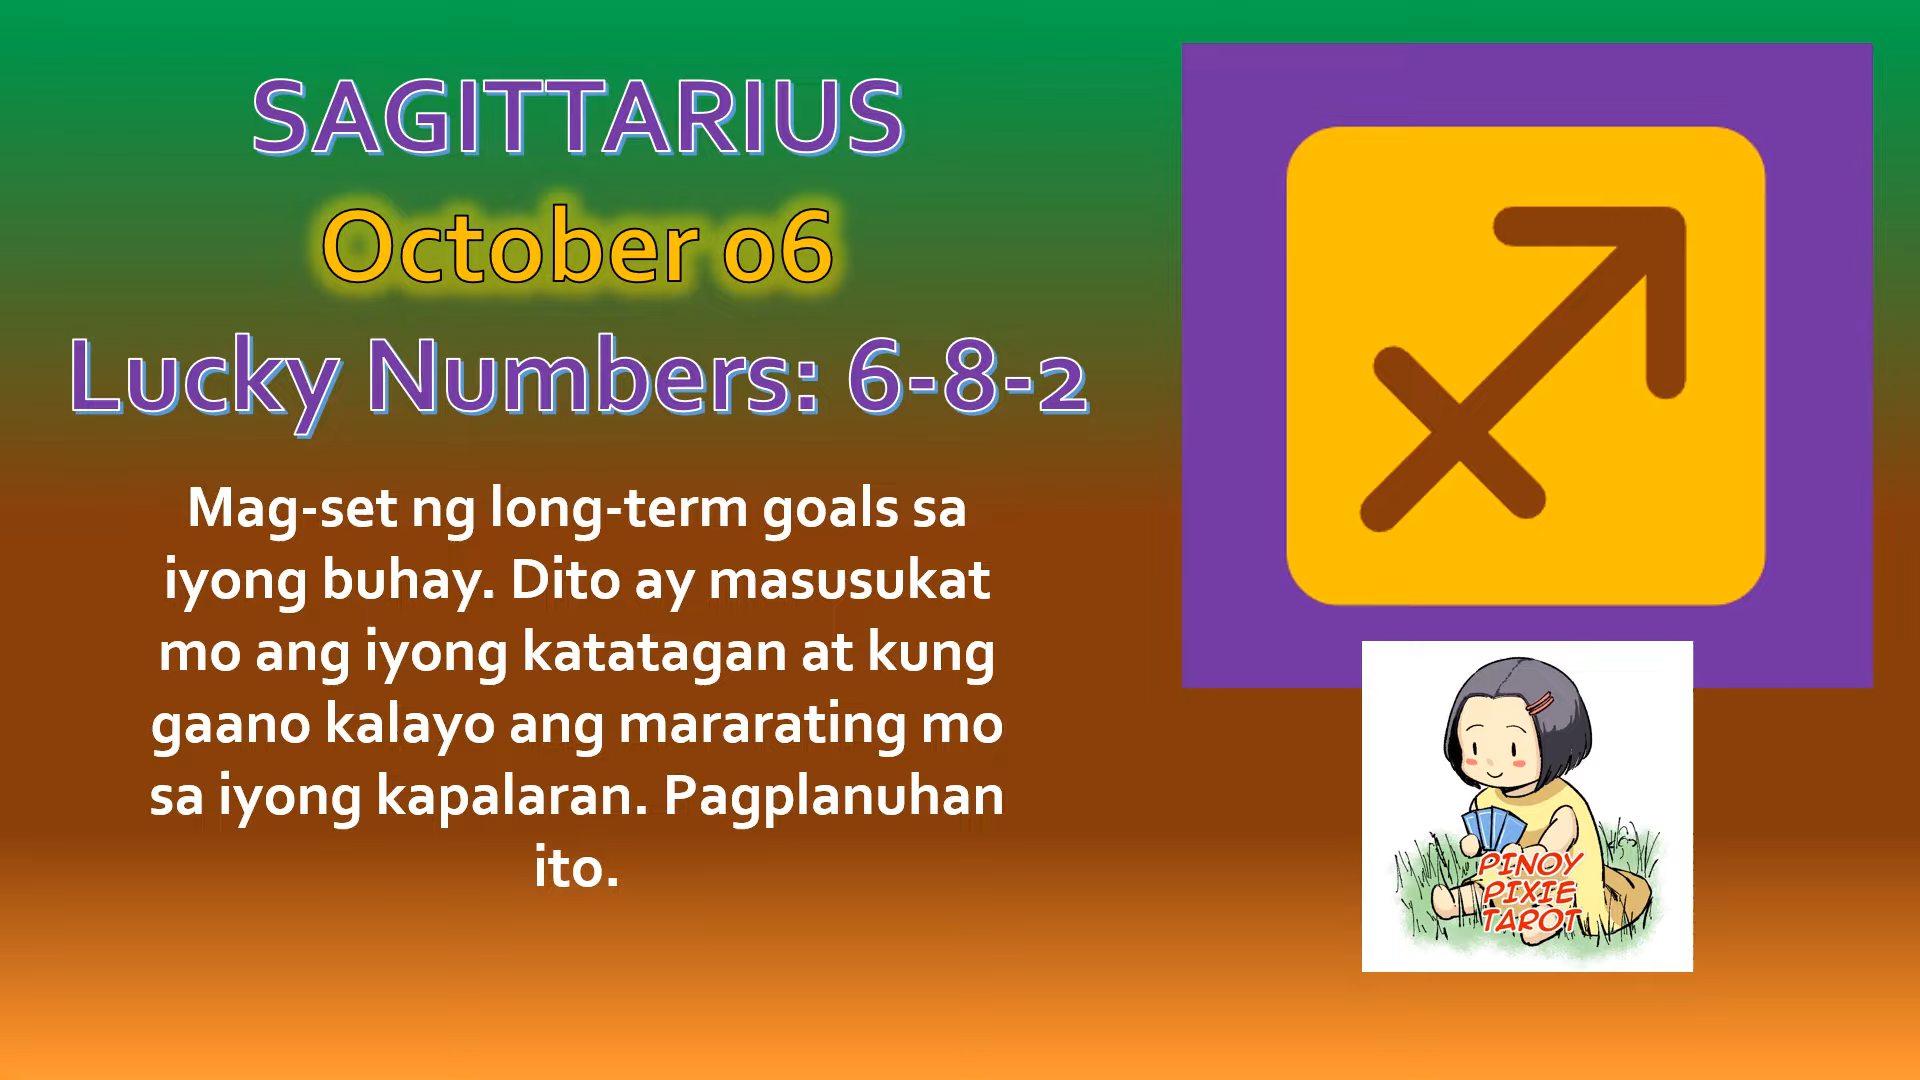 SAGITTARIUS
October 06
Lucky Numbers: 6-8-2
Mag-set ng long-term goals sa
iyong buhay. Dito ay masusukat
mo ang iyong katatagan at kung
gaano kalayo ang mararating mo
sa iyong kapalaran. Pagplanuhan
ito.
PINOY
PIXIE
TAROT